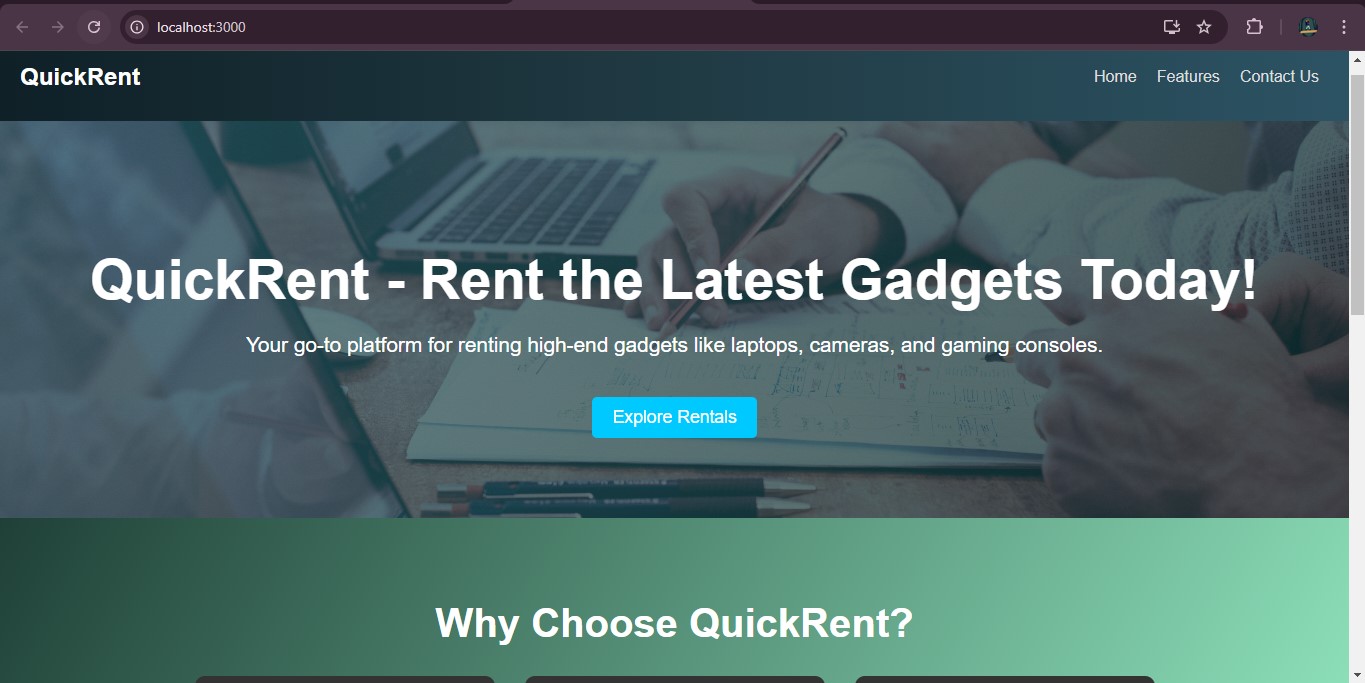 localhost:3000
QuickRent
Home Features Contact Us
QuickRent - Rent the Latest Gadgets Today!
Your go-to platform for renting high-end gadgets like laptops, cameras, and gaming consoles.
Explore Rentals
Why Choose QuickRent?